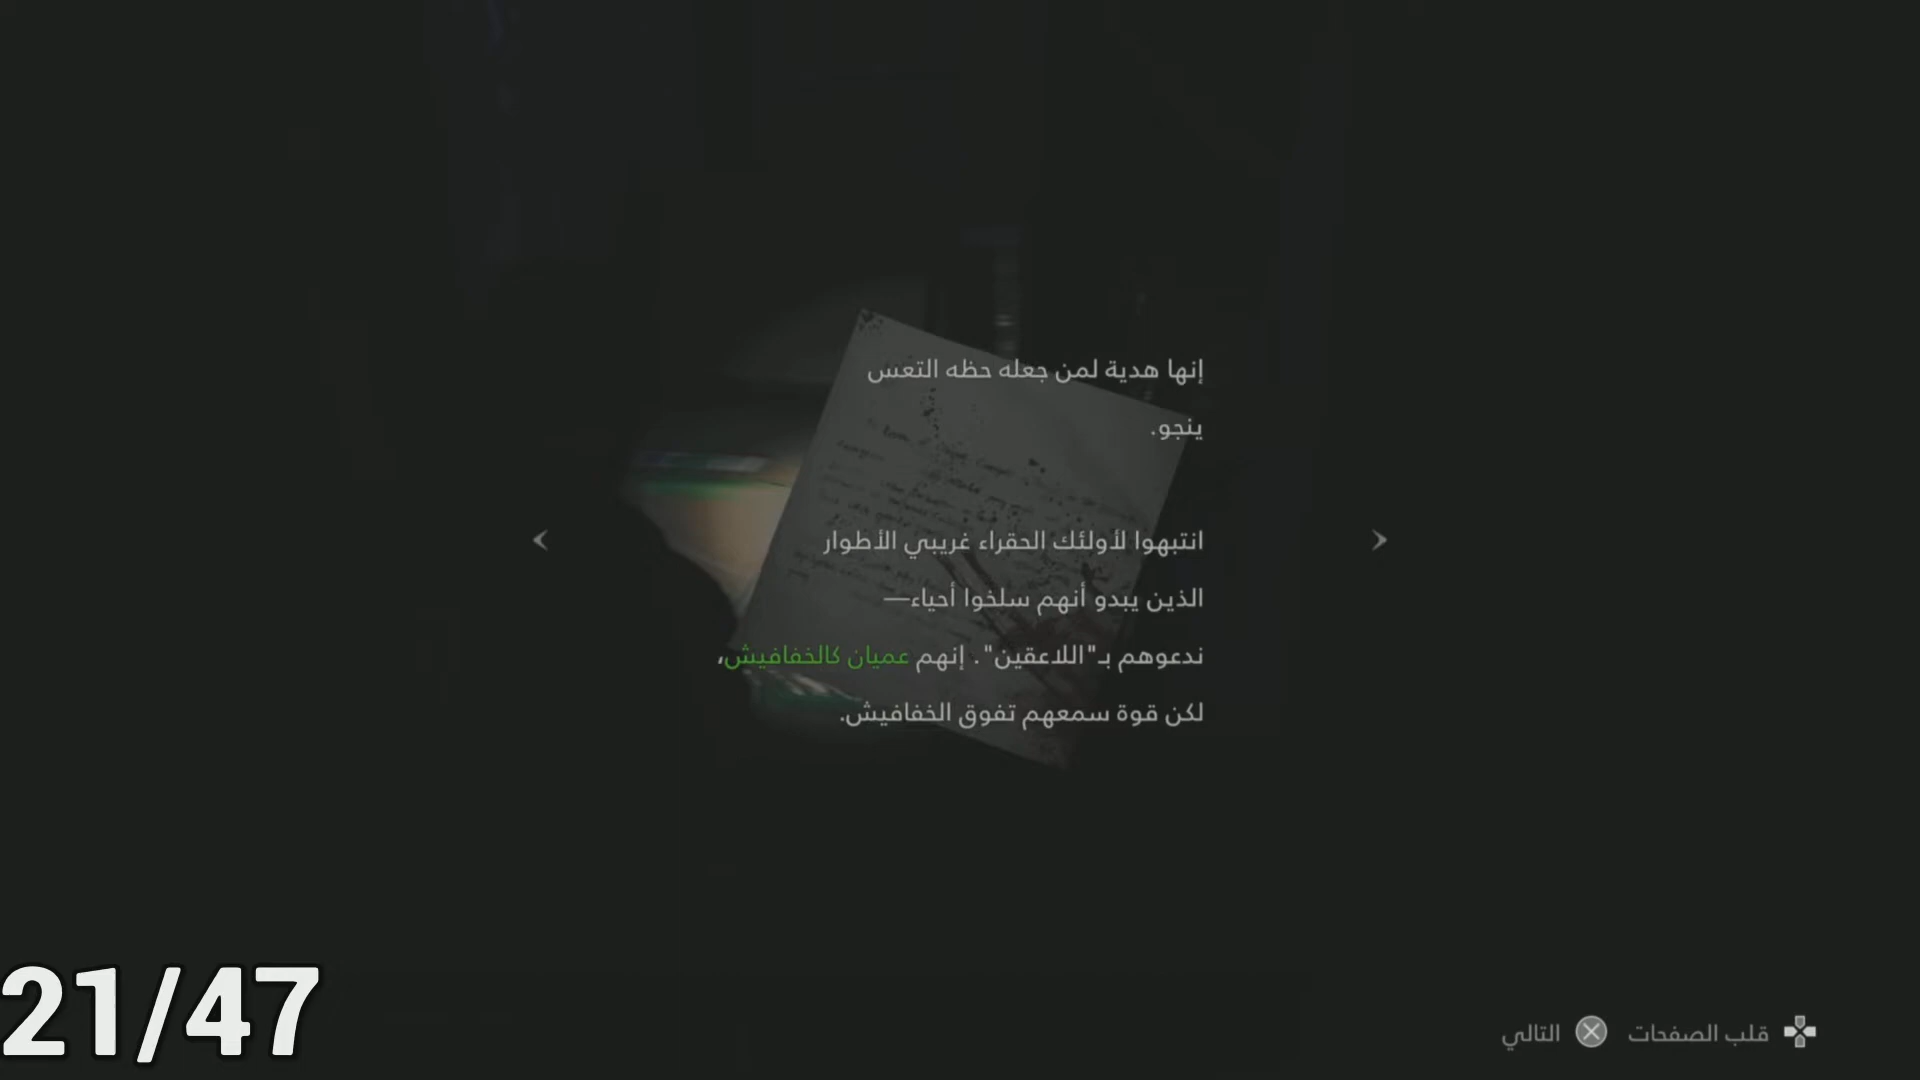 إنها هدية لمن جعله حظه التعس
ينجو.
انتبهوا لأولئك الحقراء غريبي الأطوار
الذين يبدو أنهم سلخوا أحياء—
ندعوهم بـ"اللاعقين". إنهم عميان كالخفافيش،
لكن قوة سمعهم تفوق الخفافيش.
21/47
قلب الصفحات التالي